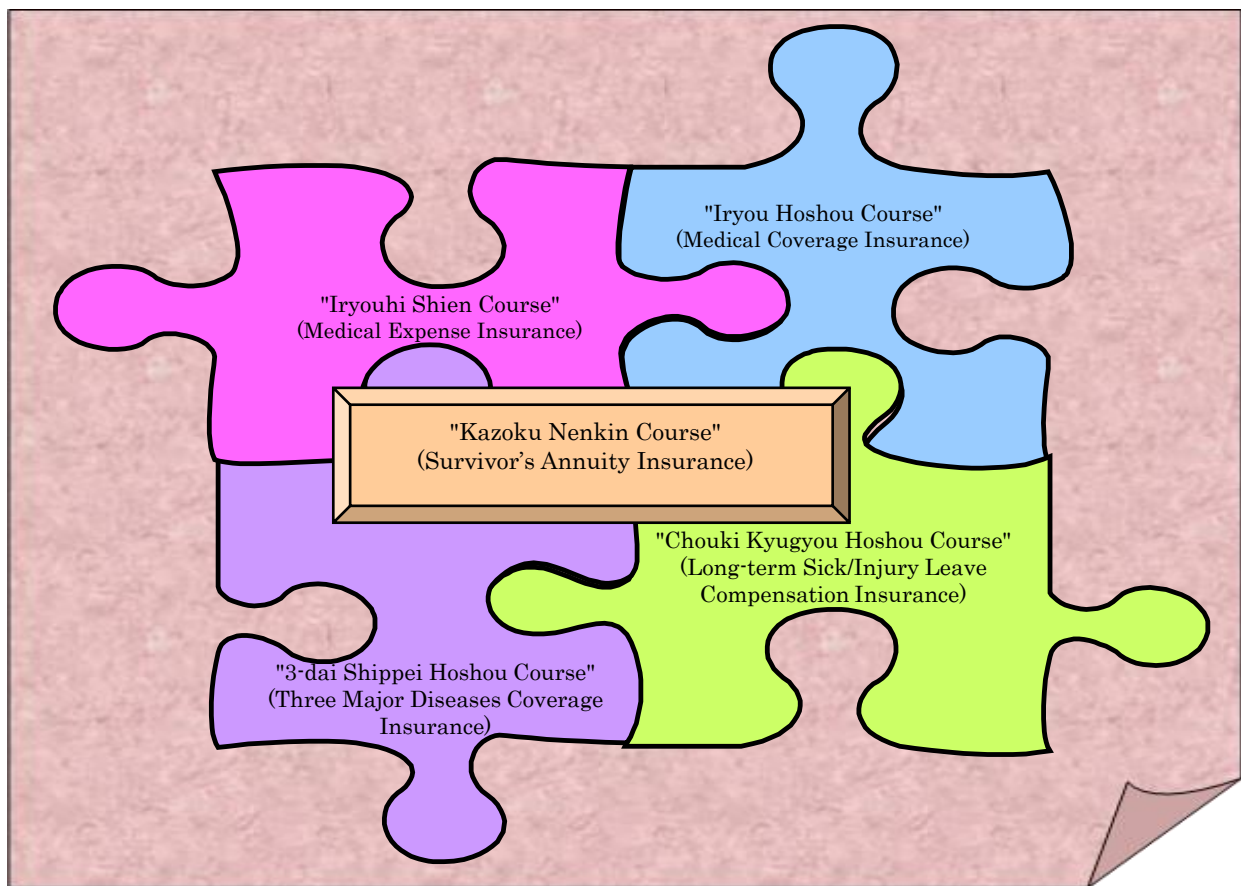 "Iryou Hoshou Course"
(Medical Coverage Insurance)
"Iryouhi Shien Course"
(Medical Expense Insurance)
"Kazoku Nenkin Course"
(Survivor’s Annuity Insurance)
"Chouki Kyugyou Hoshou Course"
(Long-term Sick/Injury Leave
Compensation Insurance)
"3-dai Shippei Hoshou Course"
(Three Major Diseases Coverage
Insurance)